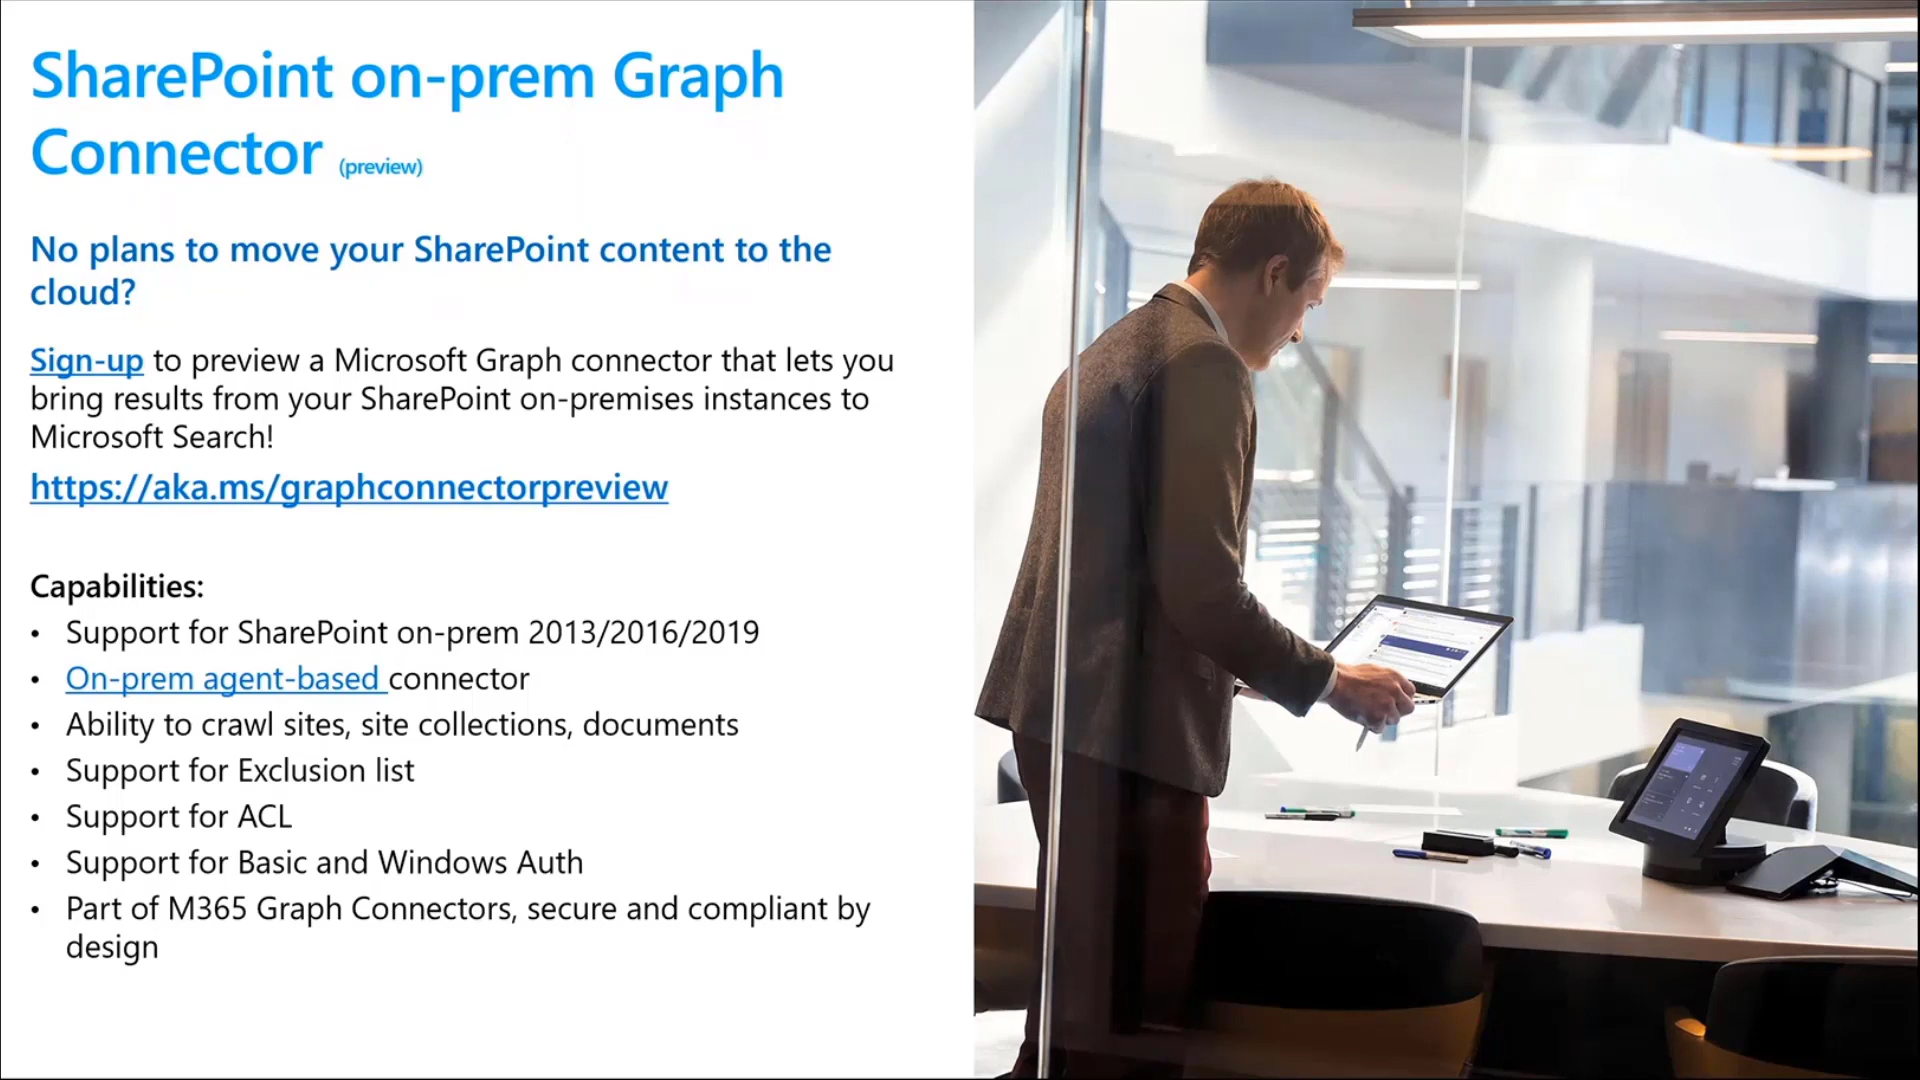 SharePoint on-prem Graph
Connector (preview)
No plans to move your SharePoint content to the
cloud?
Sign-up to preview a Microsoft Graph connector that lets you
bring results from your SharePoint on-premises instances to
Microsoft Search!
https://aka.ms/graphconnectorpreview
Capabilities:
• Support for SharePoint on-prem 2013/2016/2019
• On-prem agent-based connector
• Ability to crawl sites, site collections, documents
• Support for Exclusion list
• Support for ACL
• Support for Basic and Windows Auth
• Part of M365 Graph Connectors, secure and compliant by
design